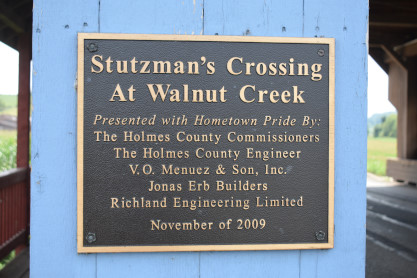 Stutzman's Crossing
At Walnut Creek
Presented with Hometown Pride By:
The Holmes County Commissioners
The Holmes County Engineer
V.O. Menuez & Son, Inc.
Jonas Erb Builders
Richland Engineering Limited
November of 2009